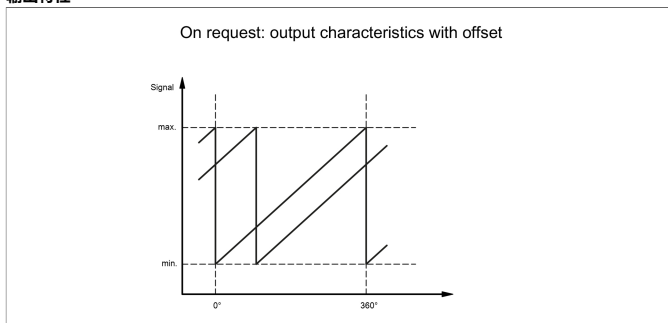 On request: output characteristics with offset
Signal
max.
min.
0°
360°